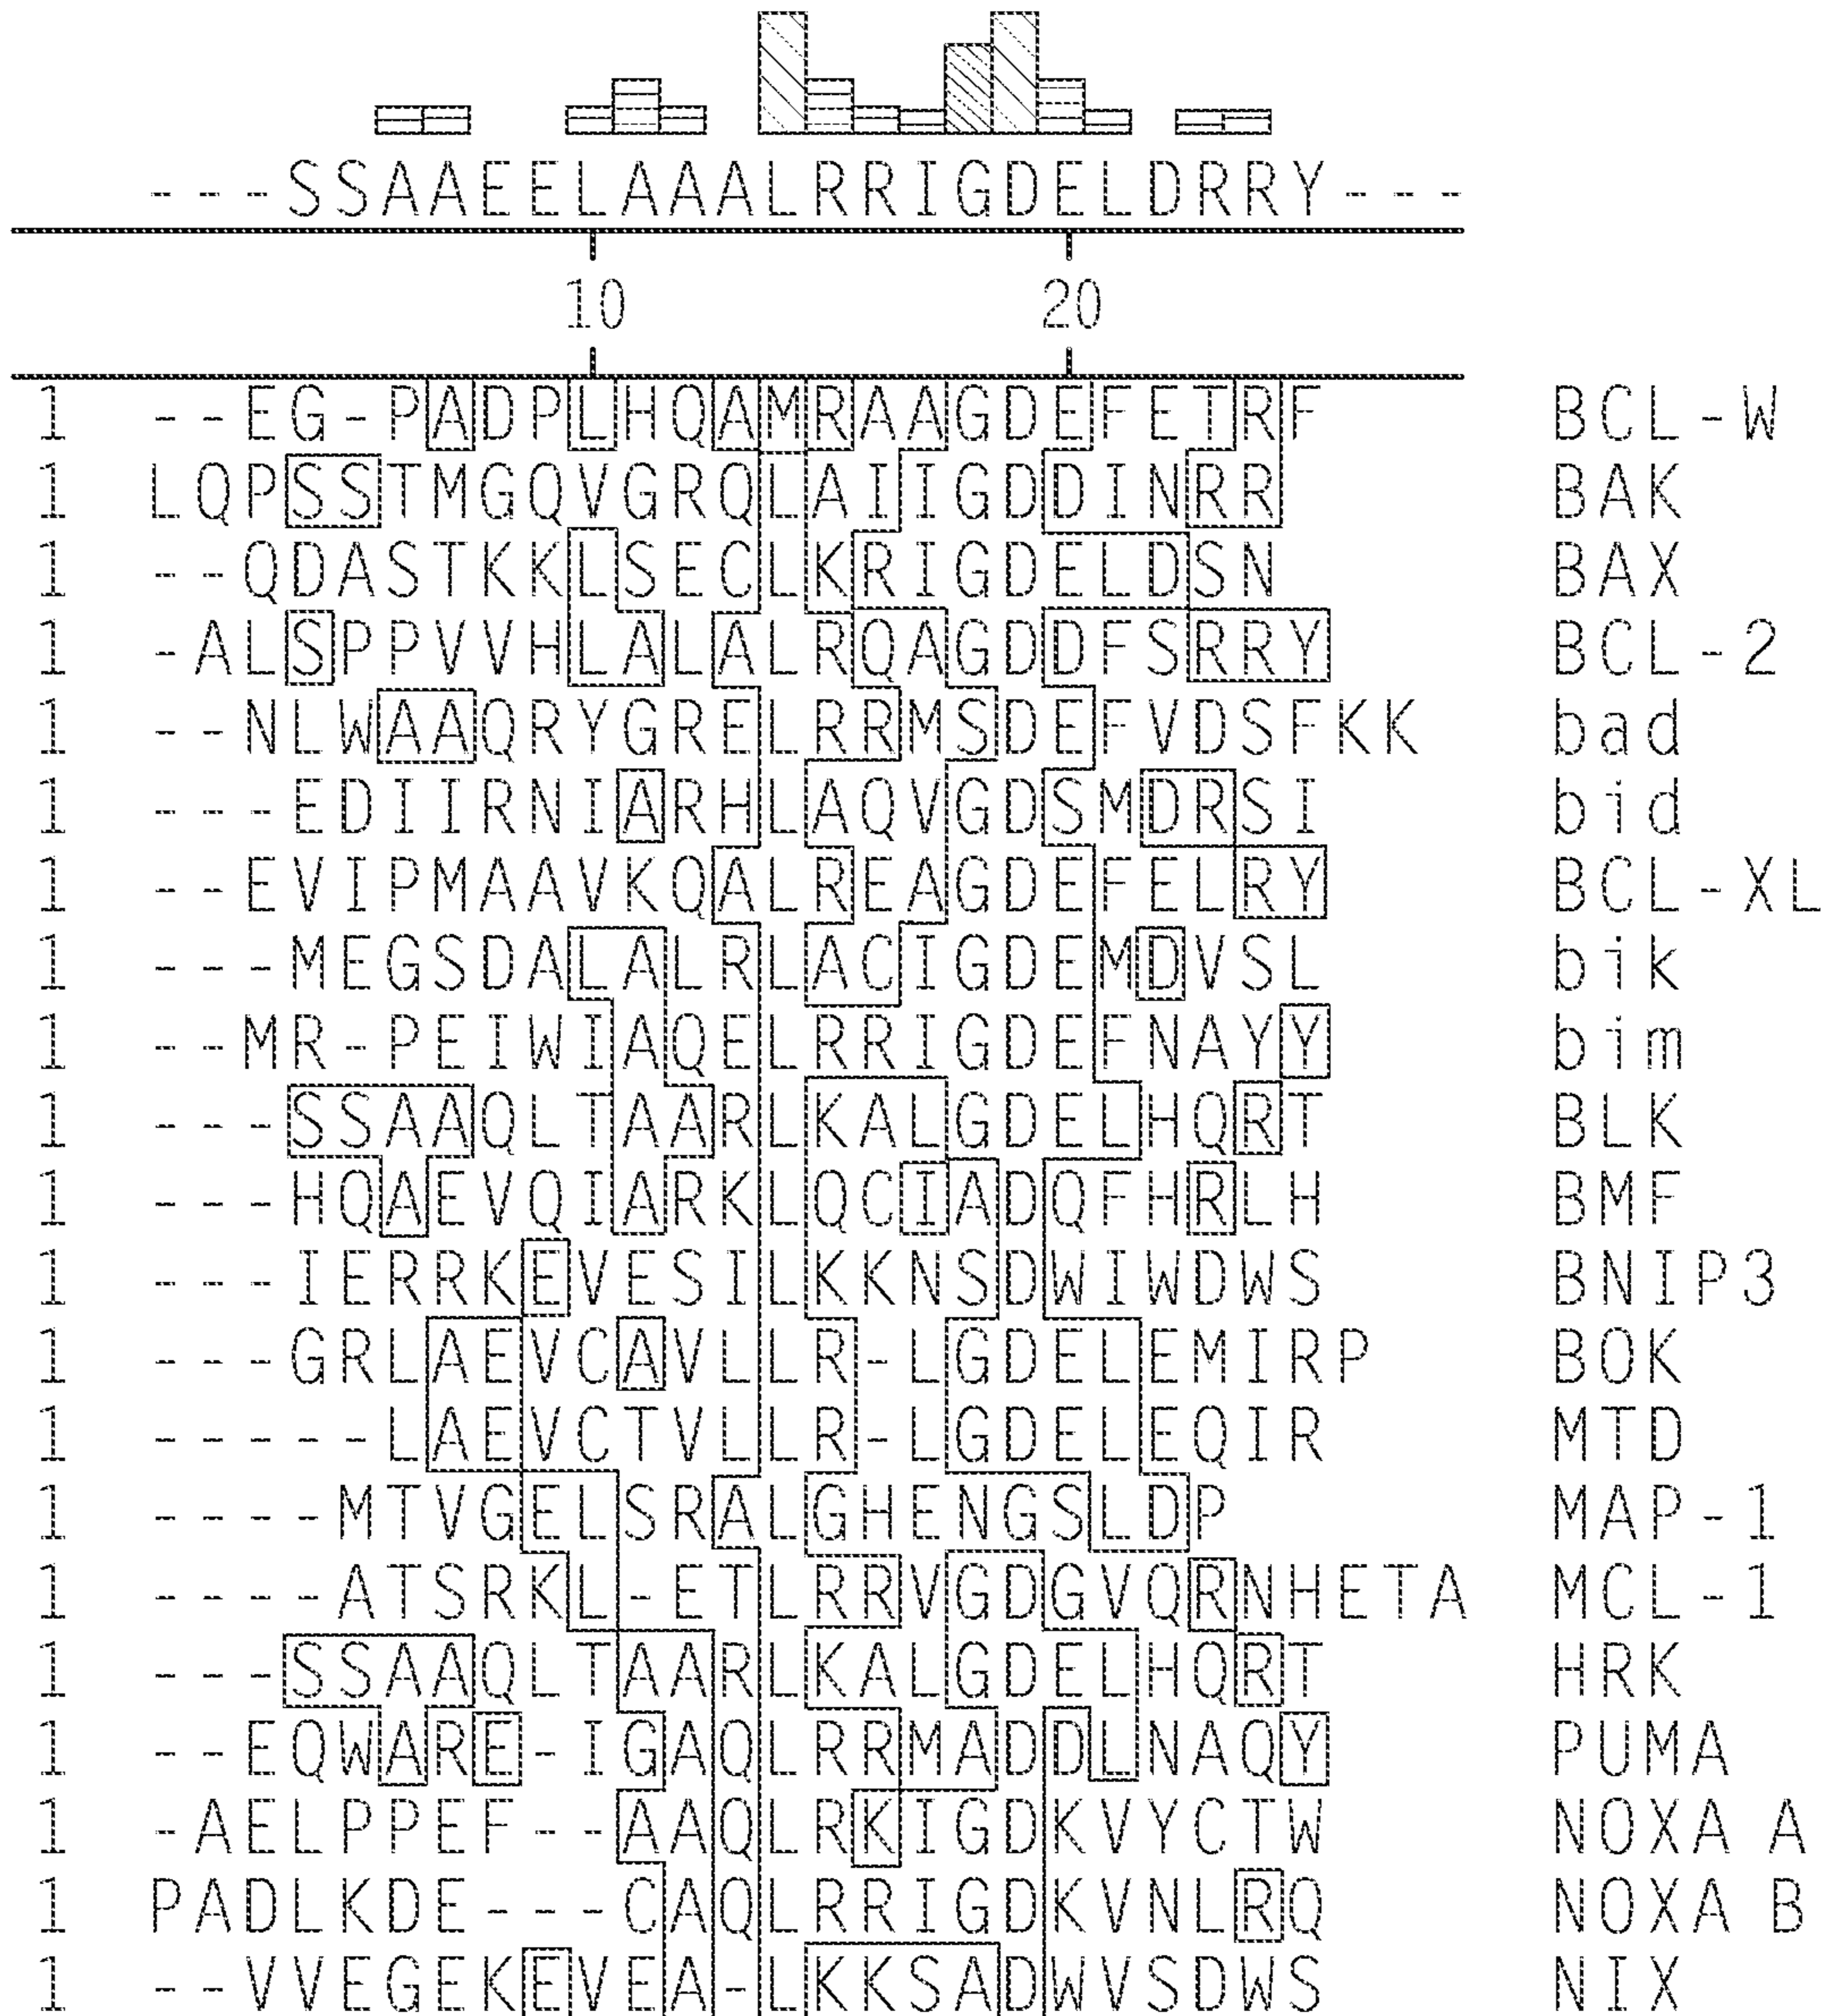 ---SSAAEELAAALRRIGDELDRRY---
10 20
1 --EG-PADPLHQAMRAAGDEFETRF BCL-W
1 LQPSSTMGQVGRQLAIIGDDINRR BAK
1 --QDASTKKLSECLKRIGDELDSN BAX
1 -ALSPPVVHLALALRQAGDDFSRRY BCL-2
1 --NLWAAQRYGRELRRMSDEFVDSFKK bad
1 ---EDIIRNIARHLAQVGDSMDRSI bid
1 --EVIPMAAVKQALREAGDEFELRY BCL-XL
1 ---MEGSDALALRLACIGDEMDVSL bik
1 --MR-PEIWIAQELRRIGDEFNAYY bim
1 ---SSAAQLTAARLKALGDELHQRT BLK
1 ---HQAEVQIARKLQCIADQFHRLH BMF
1 ---IERRKEVESILKKNSDWIWDWS BNIP3
1 ---GRLAEVCAVLLR-LGDELEMIRP BOK
1 -----LAEVCTVLLR-LGDELEQIR MTD
1 ----MTVGELSRALGHENGSLDP MAP-1
1 ----ATSRKL-ETLRRVGDGVQRNHETA MCL-1
1 ---SSAAQLTAARLKALGDELHQRT HRK
1 --EQWARE-IGAQLRRMADDLNAQY PUMA
1 -AELPPEF--AAQLRKIGDKVYCTW NOXA A
1 PADLKDE---CAQLRRIGDKVNLRQ NOXA B
1 --VVEGEKEVEA-LKKSADWVSDWS NIX